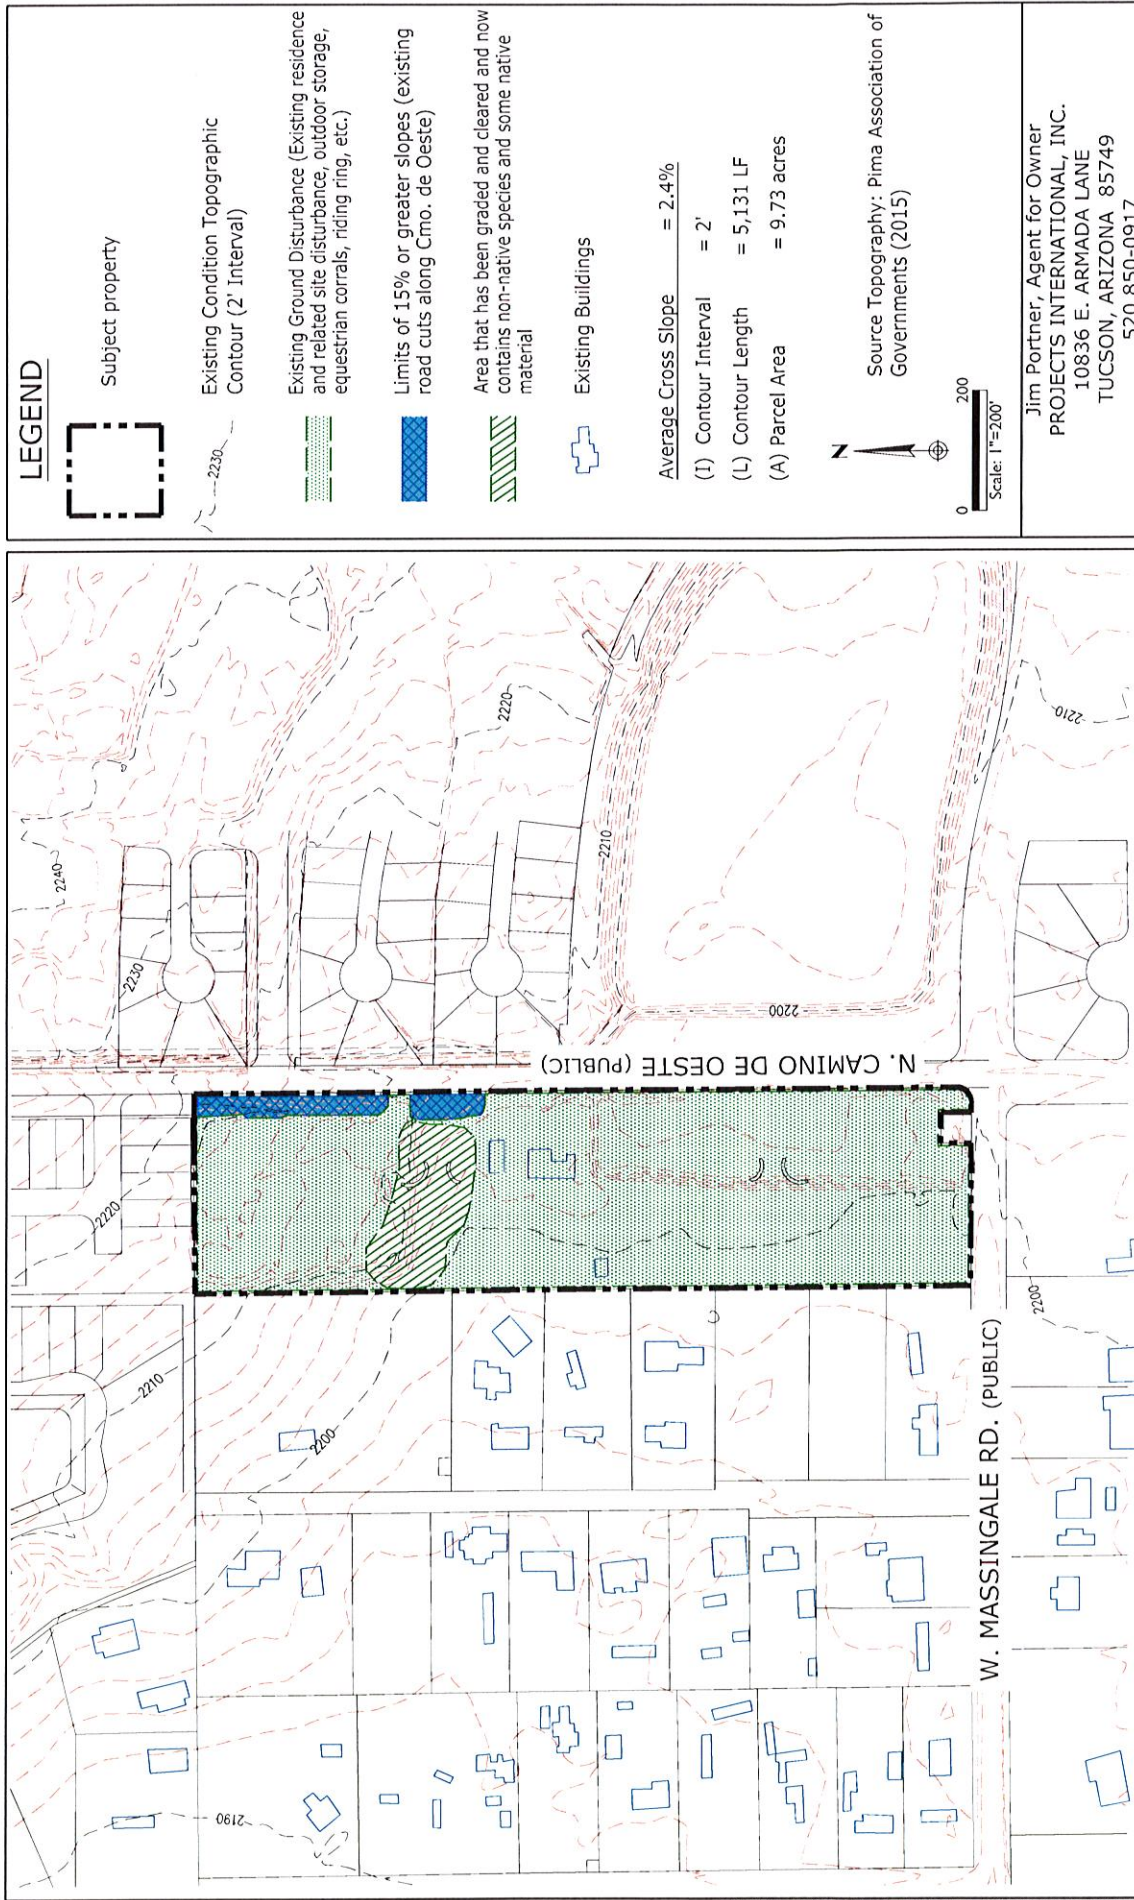 2240
2230
2220
2210
2200
2190
2220
2210
2200
2210
2200
N. CAMINO DE OESTE (PUBLIC)
W. MASSINGALE RD. (PUBLIC)
LEGEND
Subject property
2230
Existing Condition Topographic
Contour (2' Interval)
Existing Ground Disturbance (Existing residence
and related site disturbance, outdoor storage,
equestrian corrals, riding ring, etc.)
Limits of 15% or greater slopes (existing
road cuts along Cmo. de Oeste)
Area that has been graded and cleared and now
contains non-native species and some native
material
Existing Buildings
Average Cross Slope = 2.4%
(I) Contour Interval = 2'
(L) Contour Length = 5,131 LF
(A) Parcel Area = 9.73 acres
N
0 200
Scale: 1"=200'
Source Topography: Pima Association of
Governments (2015)
Jim Portner, Agent for Owner
PROJECTS INTERNATIONAL, INC.
10836 E. ARMADA LANE
TUCSON, ARIZONA 85749
520.850-0917